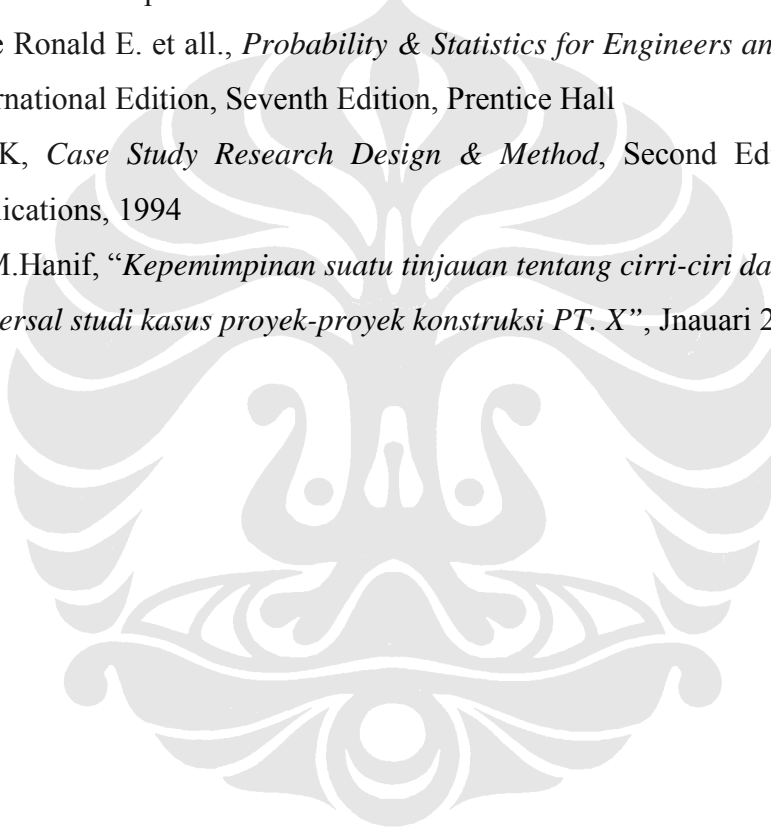 e Ronald E. et all., Probability & Statistics for Engineers an
rnational Edition, Seventh Edition, Prentice Hall
K, Case Study Research Design & Method, Second Ed
lications, 1994
M.Hanif, “Kepemimpinan suatu tinjauan tentang cirri-ciri da
ersal studi kasus proyek-proyek konstruksi PT. X”, Jnauari 2